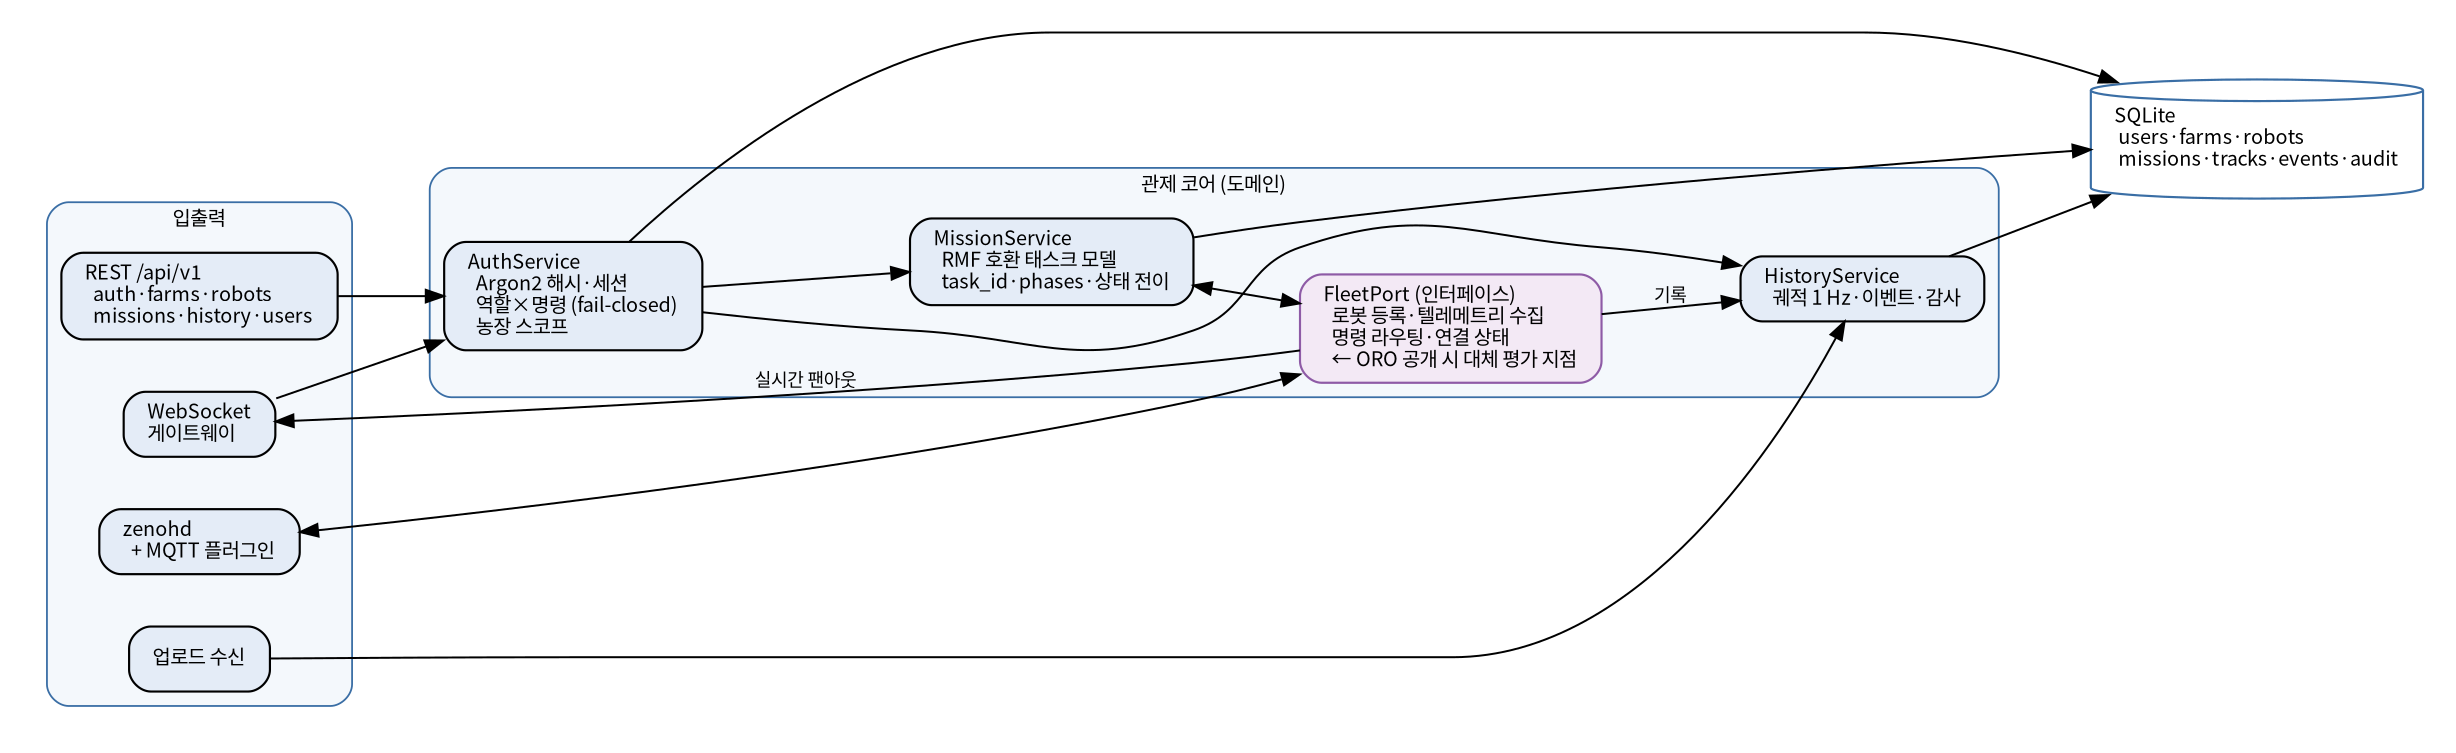 입출력
REST /api/v1
auth·farms·robots
missions·history·users
WebSocket
게이트웨이
zenohd
+ MQTT 플러그인
업로드 수신
관제 코어 (도메인)
AuthService
Argon2 해시·세션
역할×명령 (fail-closed)
농장 스코프
MissionService
RMF 호환 태스크 모델
task_id·phases·상태 전이
FleetPort (인터페이스)
로봇 등록·텔레메트리 수집
명령 라우팅·연결 상태
← ORO 공개 시 대체 평가 지점
HistoryService
궤적 1 Hz·이벤트·감사
실시간 팬아웃
기록
SQLite
users·farms·robots
missions·tracks·events·audit